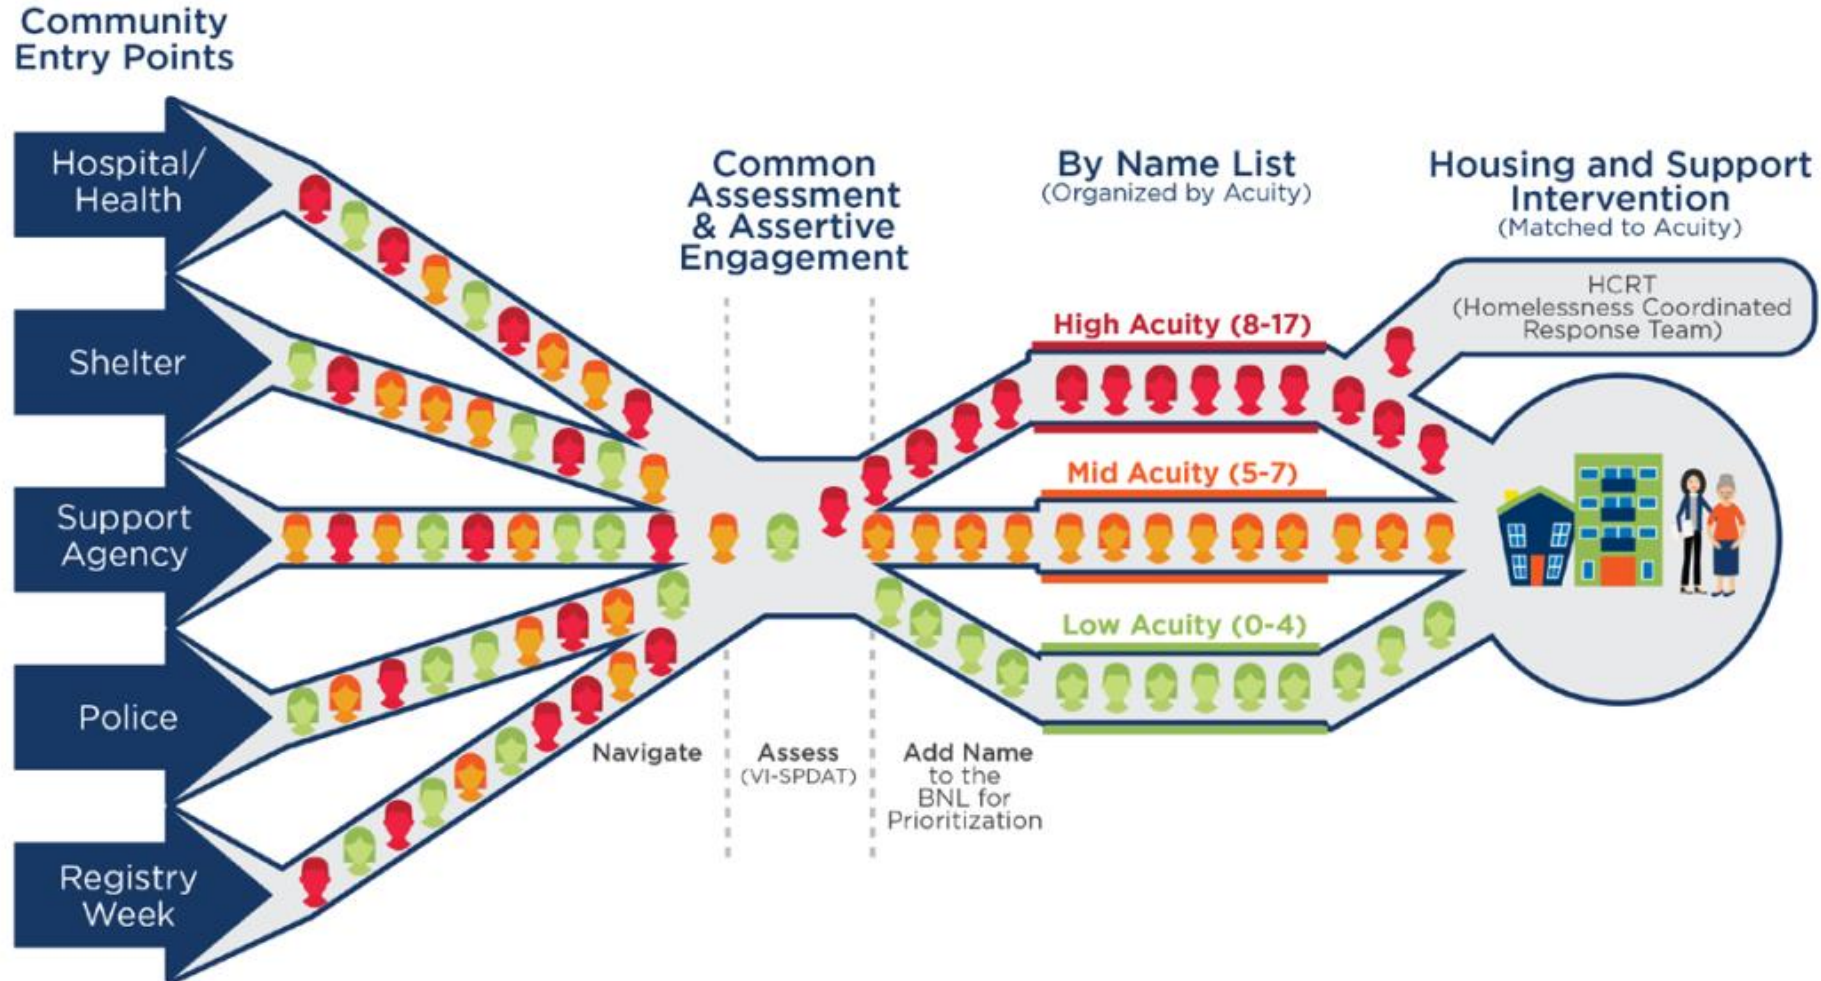 Community
Entry Points
Hospital/
Health
Shelter
Support
Agency
Police
Registry
Week
Common
Assessment
& Assertive
Engagement
Navigate
Assess
(VI-SPDAT)
Add Name
to the
BNL for
Prioritization
By Name List
(Organized by Acuity)
High Acuity (8-17)
Mid Acuity (5-7)
Low Acuity (0-4)
Housing and Support
Intervention
(Matched to Acuity)
HCRT
(Homelessness Coordinated
Response Team)